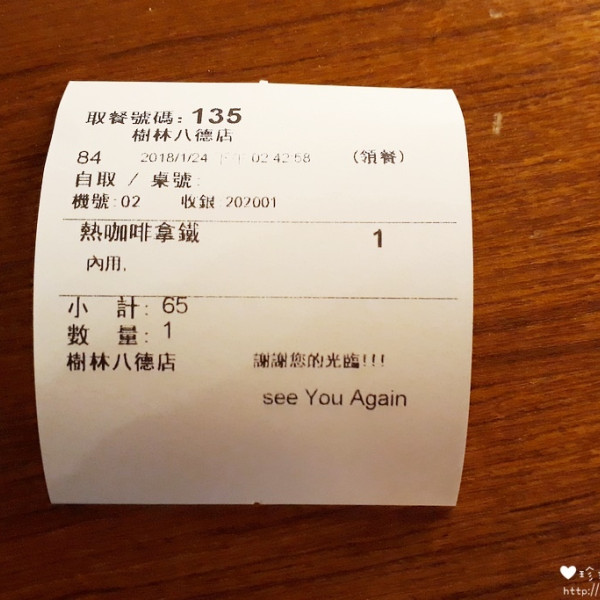 取餐號碼: 135
樹林八德店
84 2018/1/24 下午 02:42:58 (領餐)
自取 / 桌號:
機號:02 收銀:202001
熱咖啡拿鐵 1
內用,
小 計: 65
數 量: 1
樹林八德店 謝謝您的光臨!!!
see You Again
♥珍
http://